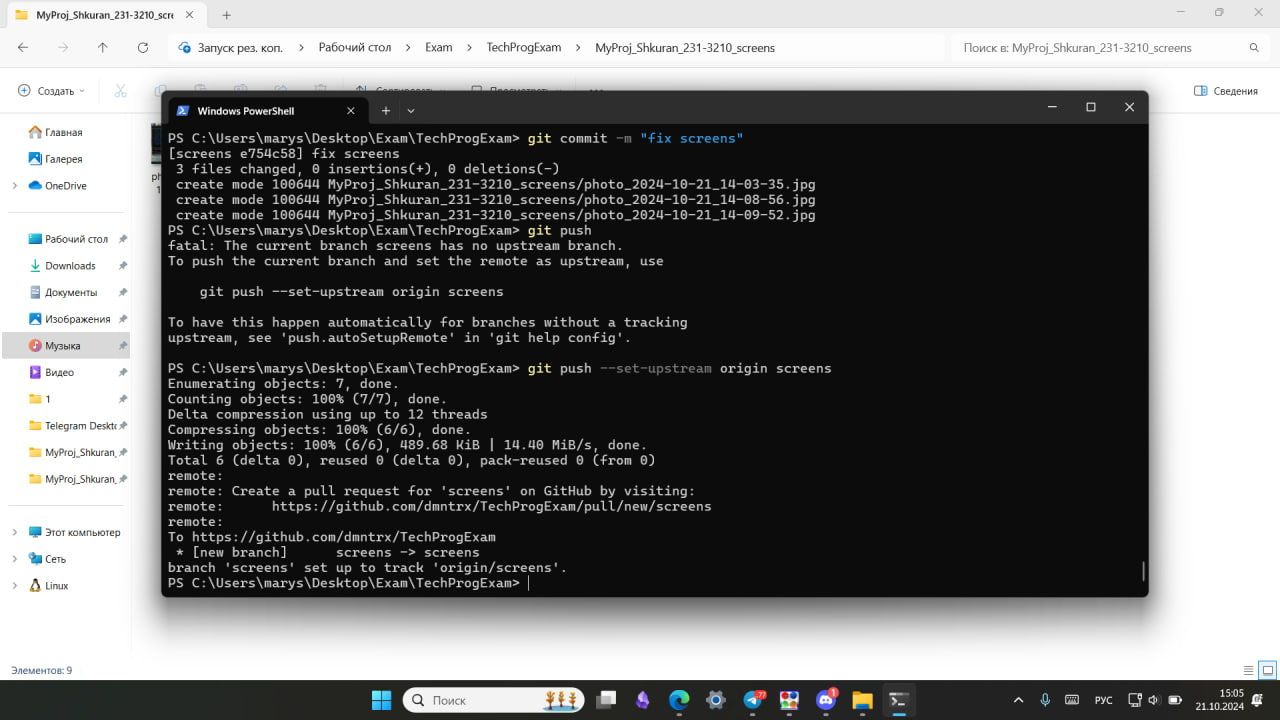 MyProj_Shkuran_231-3210_scre
Запуск рез. коп.
Рабочий стол
Exam
TechProgExam
MyProj_Shkuran_231-3210_screens
Поиск в: MyProj_Shkuran_231-3210_screens
Создать
Сведения
Главная
Галерея
OneDrive
Рабочий стол
Downloads
Документы
Изображения
Музыка
Видео
1
Telegram Deskto
MyProj_Shkuran_
MyProj_Shkuran_
Этот компьютер
Сеть
Linux
Элементов: 9
Windows PowerShell
PS C:\Users\marys\Desktop\Exam\TechProgExam> git commit -m "fix screens"
[screens e754c58] fix screens
3 files changed, 0 insertions(+), 0 deletions(-)
create mode 100644 MyProj_Shkuran_231-3210_screens/photo_2024-10-21_14-03-35.jpg
create mode 100644 MyProj_Shkuran_231-3210_screens/photo_2024-10-21_14-08-56.jpg
create mode 100644 MyProj_Shkuran_231-3210_screens/photo_2024-10-21_14-09-52.jpg
PS C:\Users\marys\Desktop\Exam\TechProgExam> git push
fatal: The current branch screens has no upstream branch.
To push the current branch and set the remote as upstream, use
git push --set-upstream origin screens
To have this happen automatically for branches without a tracking
upstream, see 'push.autoSetupRemote' in 'git help config'.
PS C:\Users\marys\Desktop\Exam\TechProgExam> git push --set-upstream origin screens
Enumerating objects: 7, done.
Counting objects: 100% (7/7), done.
Delta compression using up to 12 threads
Compressing objects: 100% (6/6), done.
Writing objects: 100% (6/6), 489.68 KiB | 14.40 MiB/s, done.
Total 6 (delta 0), reused 0 (delta 0), pack-reused 0 (from 0)
remote:
remote: Create a pull request for 'screens' on GitHub by visiting:
remote:      https://github.com/dmntrx/TechProgExam/pull/new/screens
remote:
To https://github.com/dmntrx/TechProgExam
* [new branch]      screens -> screens
branch 'screens' set up to track 'origin/screens'.
PS C:\Users\marys\Desktop\Exam\TechProgExam>
Поиск
77
1
РУС
15:05
21.10.2024